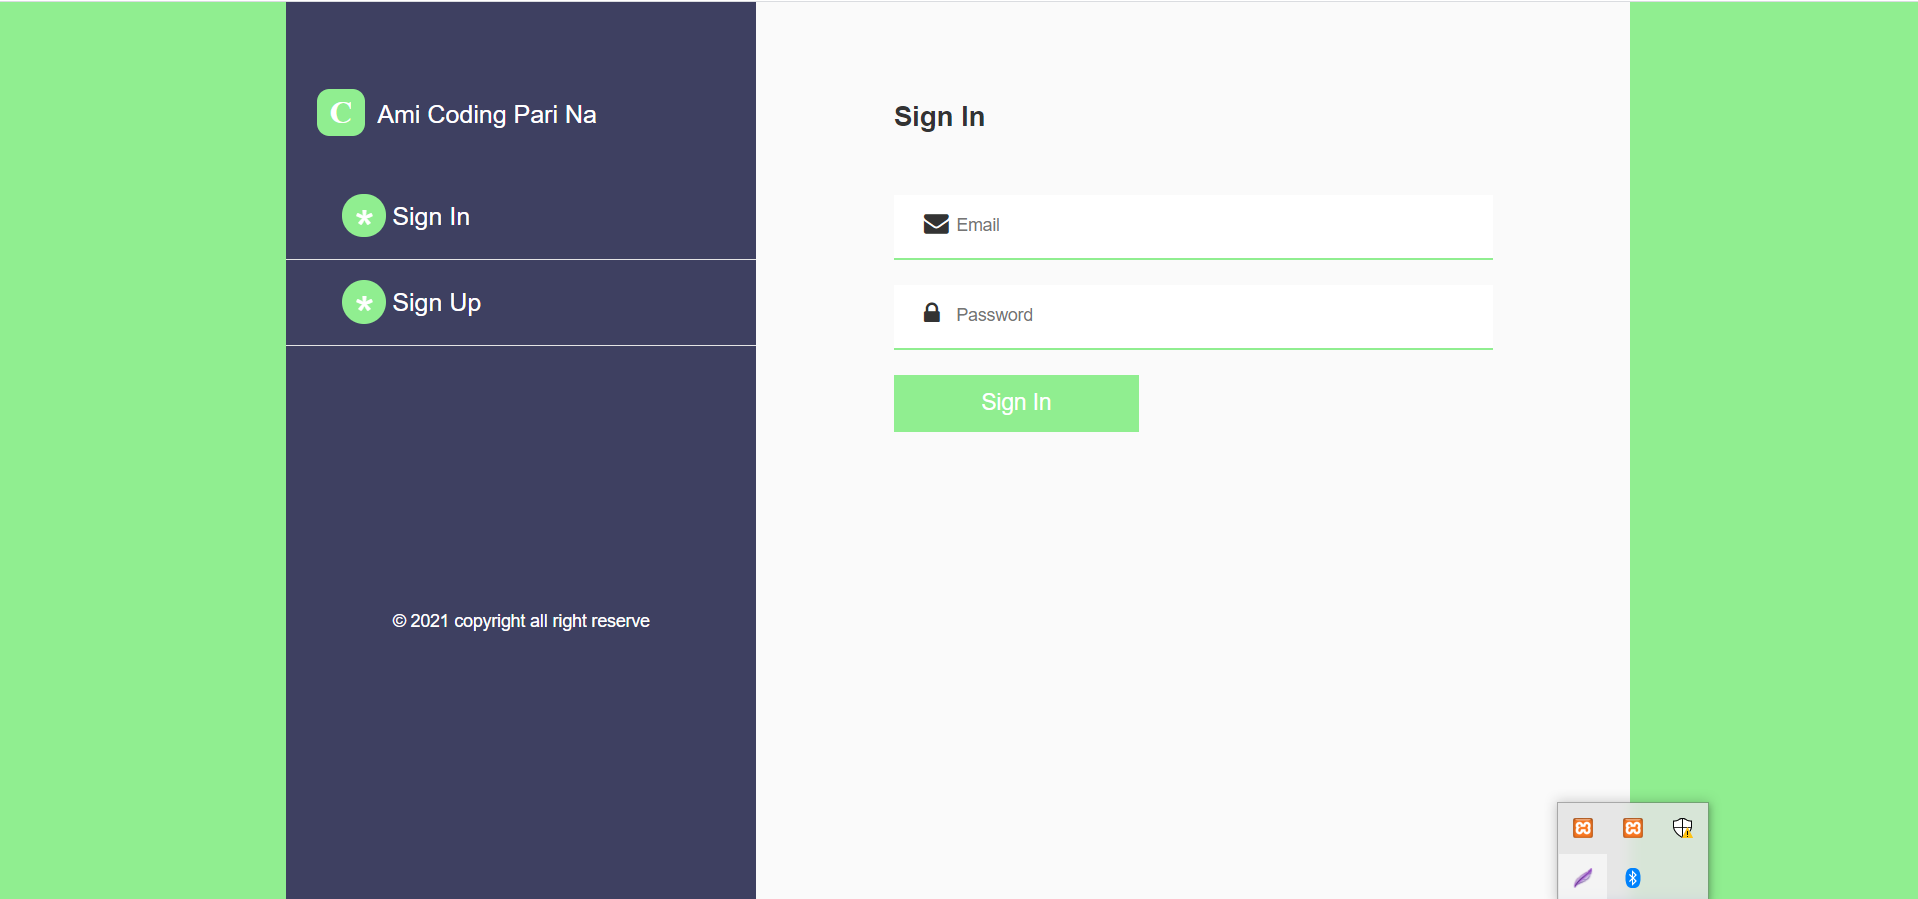 C Ami Coding Pari Na
* Sign In
* Sign Up
© 2021 copyright all right reserve
Sign In
Email
Password
Sign In